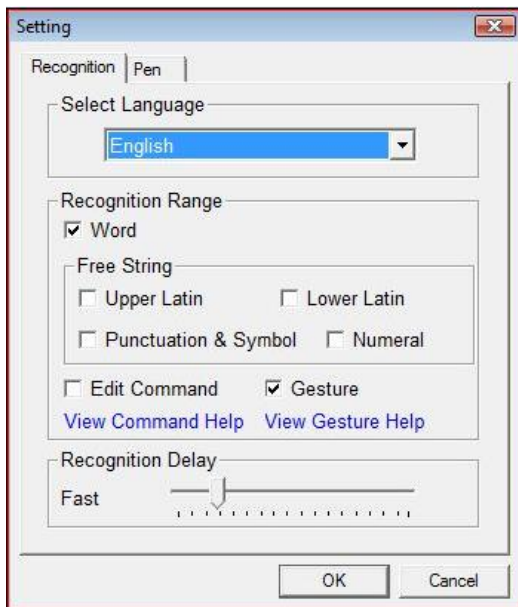 Setting
Recognition Pen
Select Language
English
Recognition Range
Word
Free String
Upper Latin Lower Latin
Punctuation & Symbol Numeral
Edit Command Gesture
View Command Help View Gesture Help
Recognition Delay
Fast
OK Cancel